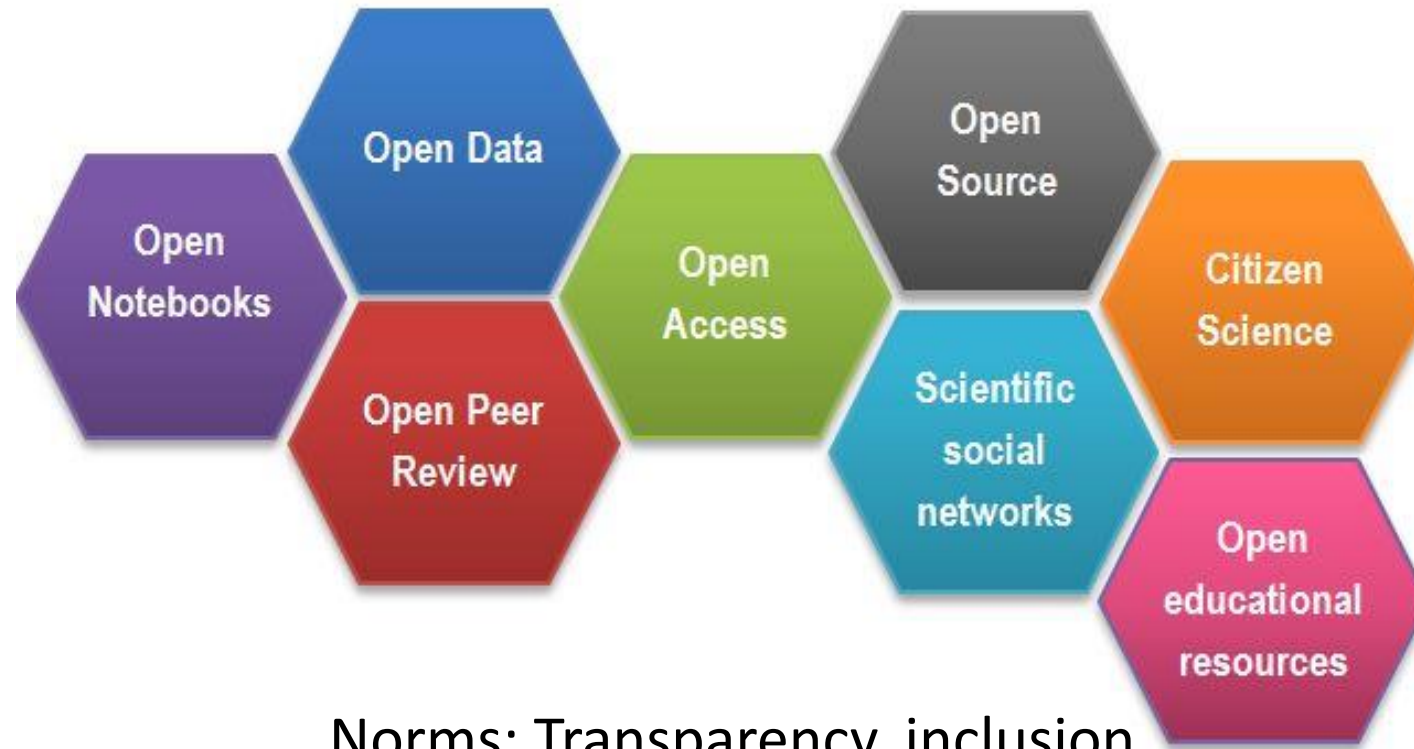 Open
Notebooks
Open Data
Open Peer
Review
Open
Access
Open
Source
Scientific
social
networks
Citizen
Science
Open
educational
resources
Norms: Transparency, inclusion